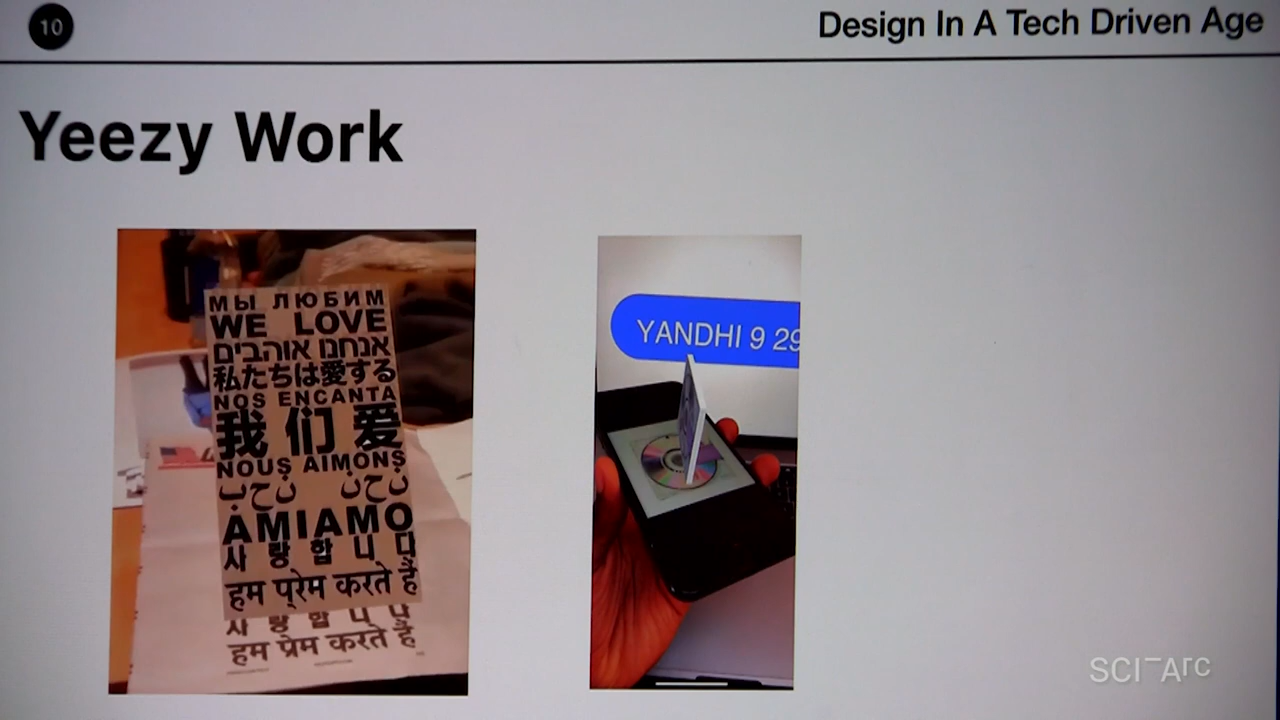 10
Design In A Tech Driven Age
Yeezy Work
МЫ ЛЮБИМ
WE LOVE
אנחנו אוהבים
私たちは愛する
NOS ENCANTA
我们爱
NOUS AIMONS
ن ح ن ن ح ب
AMIAMO
사랑합니다
हम प्रेम करते हैं
사랑합니다
हम प्रेम करते हैं
YANDHI 9 29
SCI-Arc